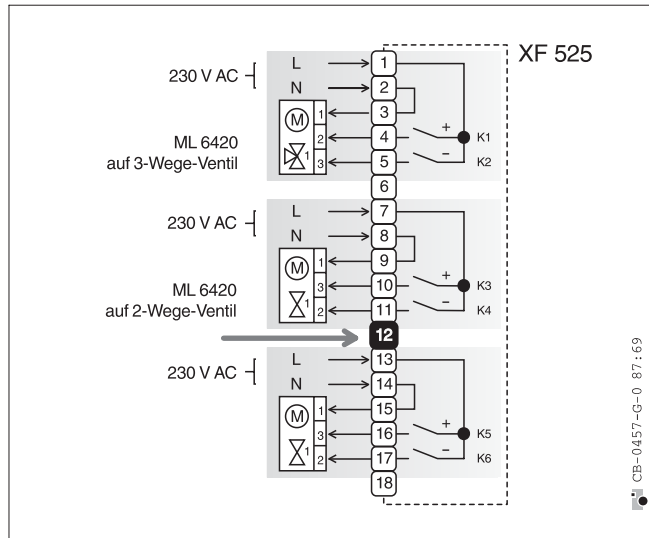 XF 525
230 V AC
L
N
1
2
3
4
5
6
M
1
2
3
1
ML 6420
auf 3-Wege-Ventil
+
−
K1
K2
230 V AC
L
N
7
8
9
10
11
12
M
1
3
2
1
ML 6420
auf 2-Wege-Ventil
+
−
K3
K4
230 V AC
L
N
13
14
15
16
17
18
M
1
3
2
1
+
−
K5
K6
CB-0457-G-0 87:69